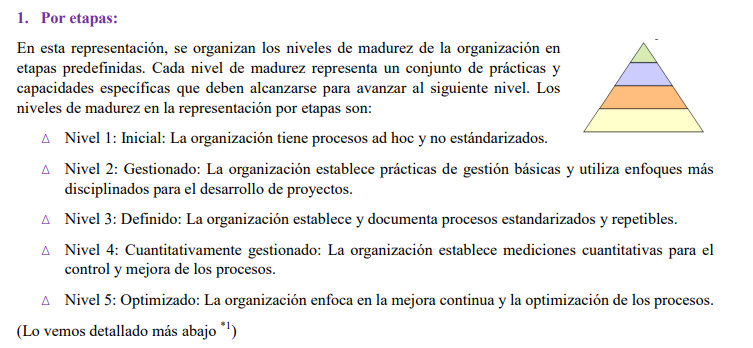 1. Por etapas:
En esta representación, se organizan los niveles de madurez de la organización en
etapas predefinidas. Cada nivel de madurez representa un conjunto de prácticas y
capacidades específicas que deben alcanzarse para avanzar al siguiente nivel. Los
niveles de madurez en la representación por etapas son:
Δ Nivel 1: Inicial: La organización tiene procesos ad hoc y no estándarizados.
Δ Nivel 2: Gestionado: La organización establece prácticas de gestión básicas y utiliza enfoques más
disciplinados para el desarrollo de proyectos.
Δ Nivel 3: Definido: La organización establece y documenta procesos estandarizados y repetibles.
Δ Nivel 4: Cuantitativamente gestionado: La organización establece mediciones cuantitativas para el
control y mejora de los procesos.
Δ Nivel 5: Optimizado: La organización enfoca en la mejora continua y la optimización de los procesos.
(Lo vemos detallado más abajo *1)